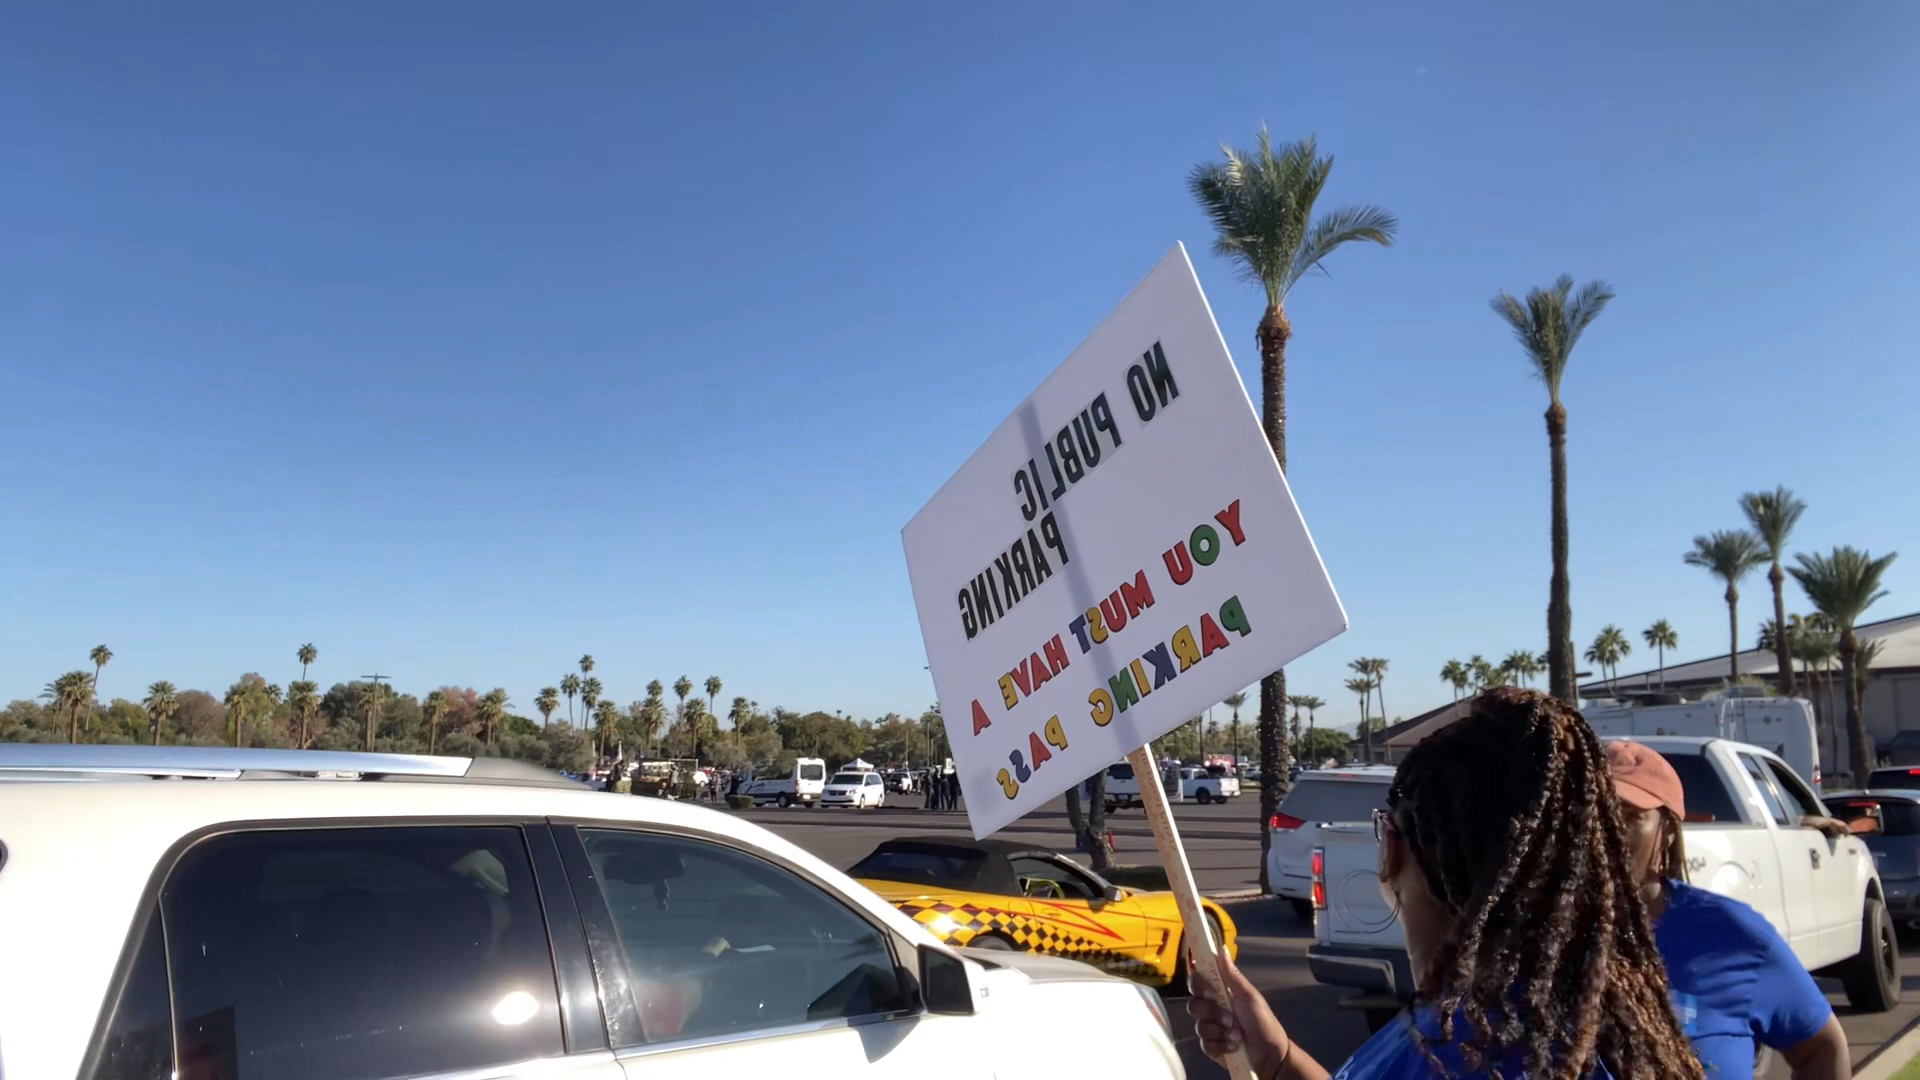 NO PUBLIC
PARKING
YOU MUST HAVE A
PARKING PASS